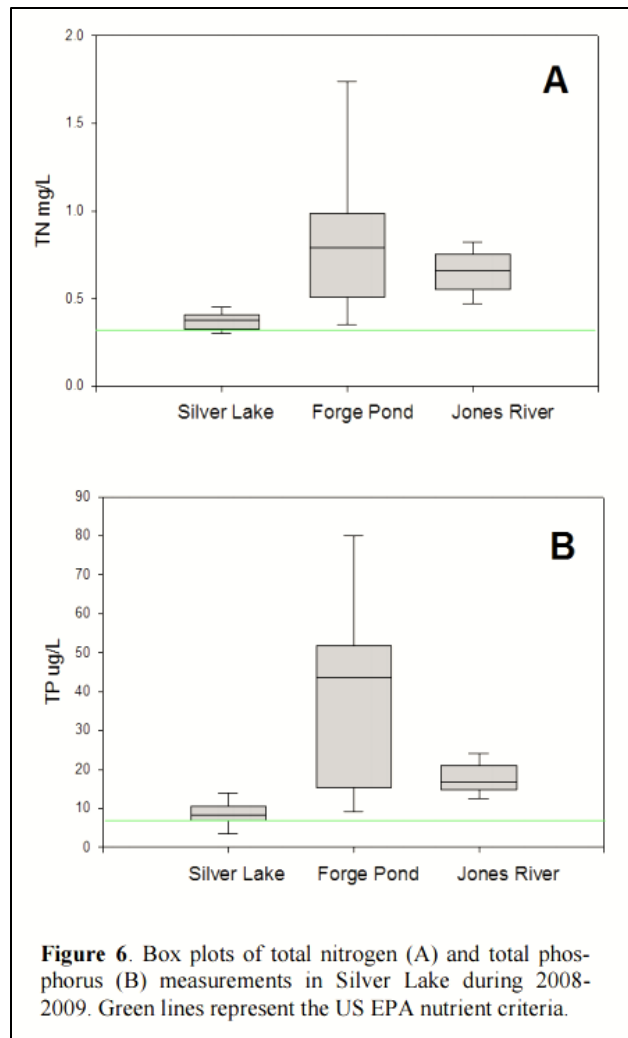 2.0
A
1.5
TN mg/L
1.0
0.5
0.0
Silver Lake Forge Pond Jones River
90
80
B
70
60
TP ug/L
50
40
30
20
10
0
Silver Lake Forge Pond Jones River
Figure 6. Box plots of total nitrogen (A) and total phos-
phorus (B) measurements in Silver Lake during 2008-
2009. Green lines represent the US EPA nutrient criteria.